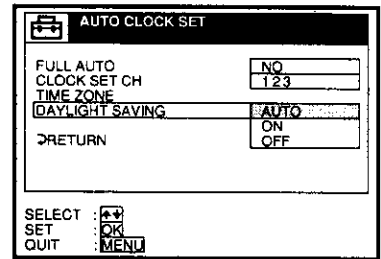 AUTO CLOCK SET
FULL AUTO NO
CLOCK SET CH 123
TIME ZONE
DAYLIGHT SAVING AUTO
ON
OFF
RETURN
SELECT :
SET : OK
QUIT : MENU